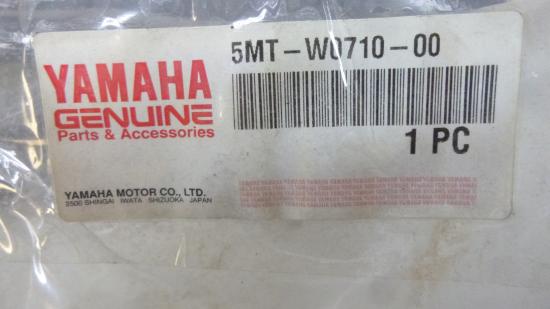 YAMAHA
GENUINE
Parts & Accessories
YAMAHA MOTOR CO., LTD.
2500 SHINGAI IWATA SHIZUOKA JAPAN
5MT-W0710-00
1 PC